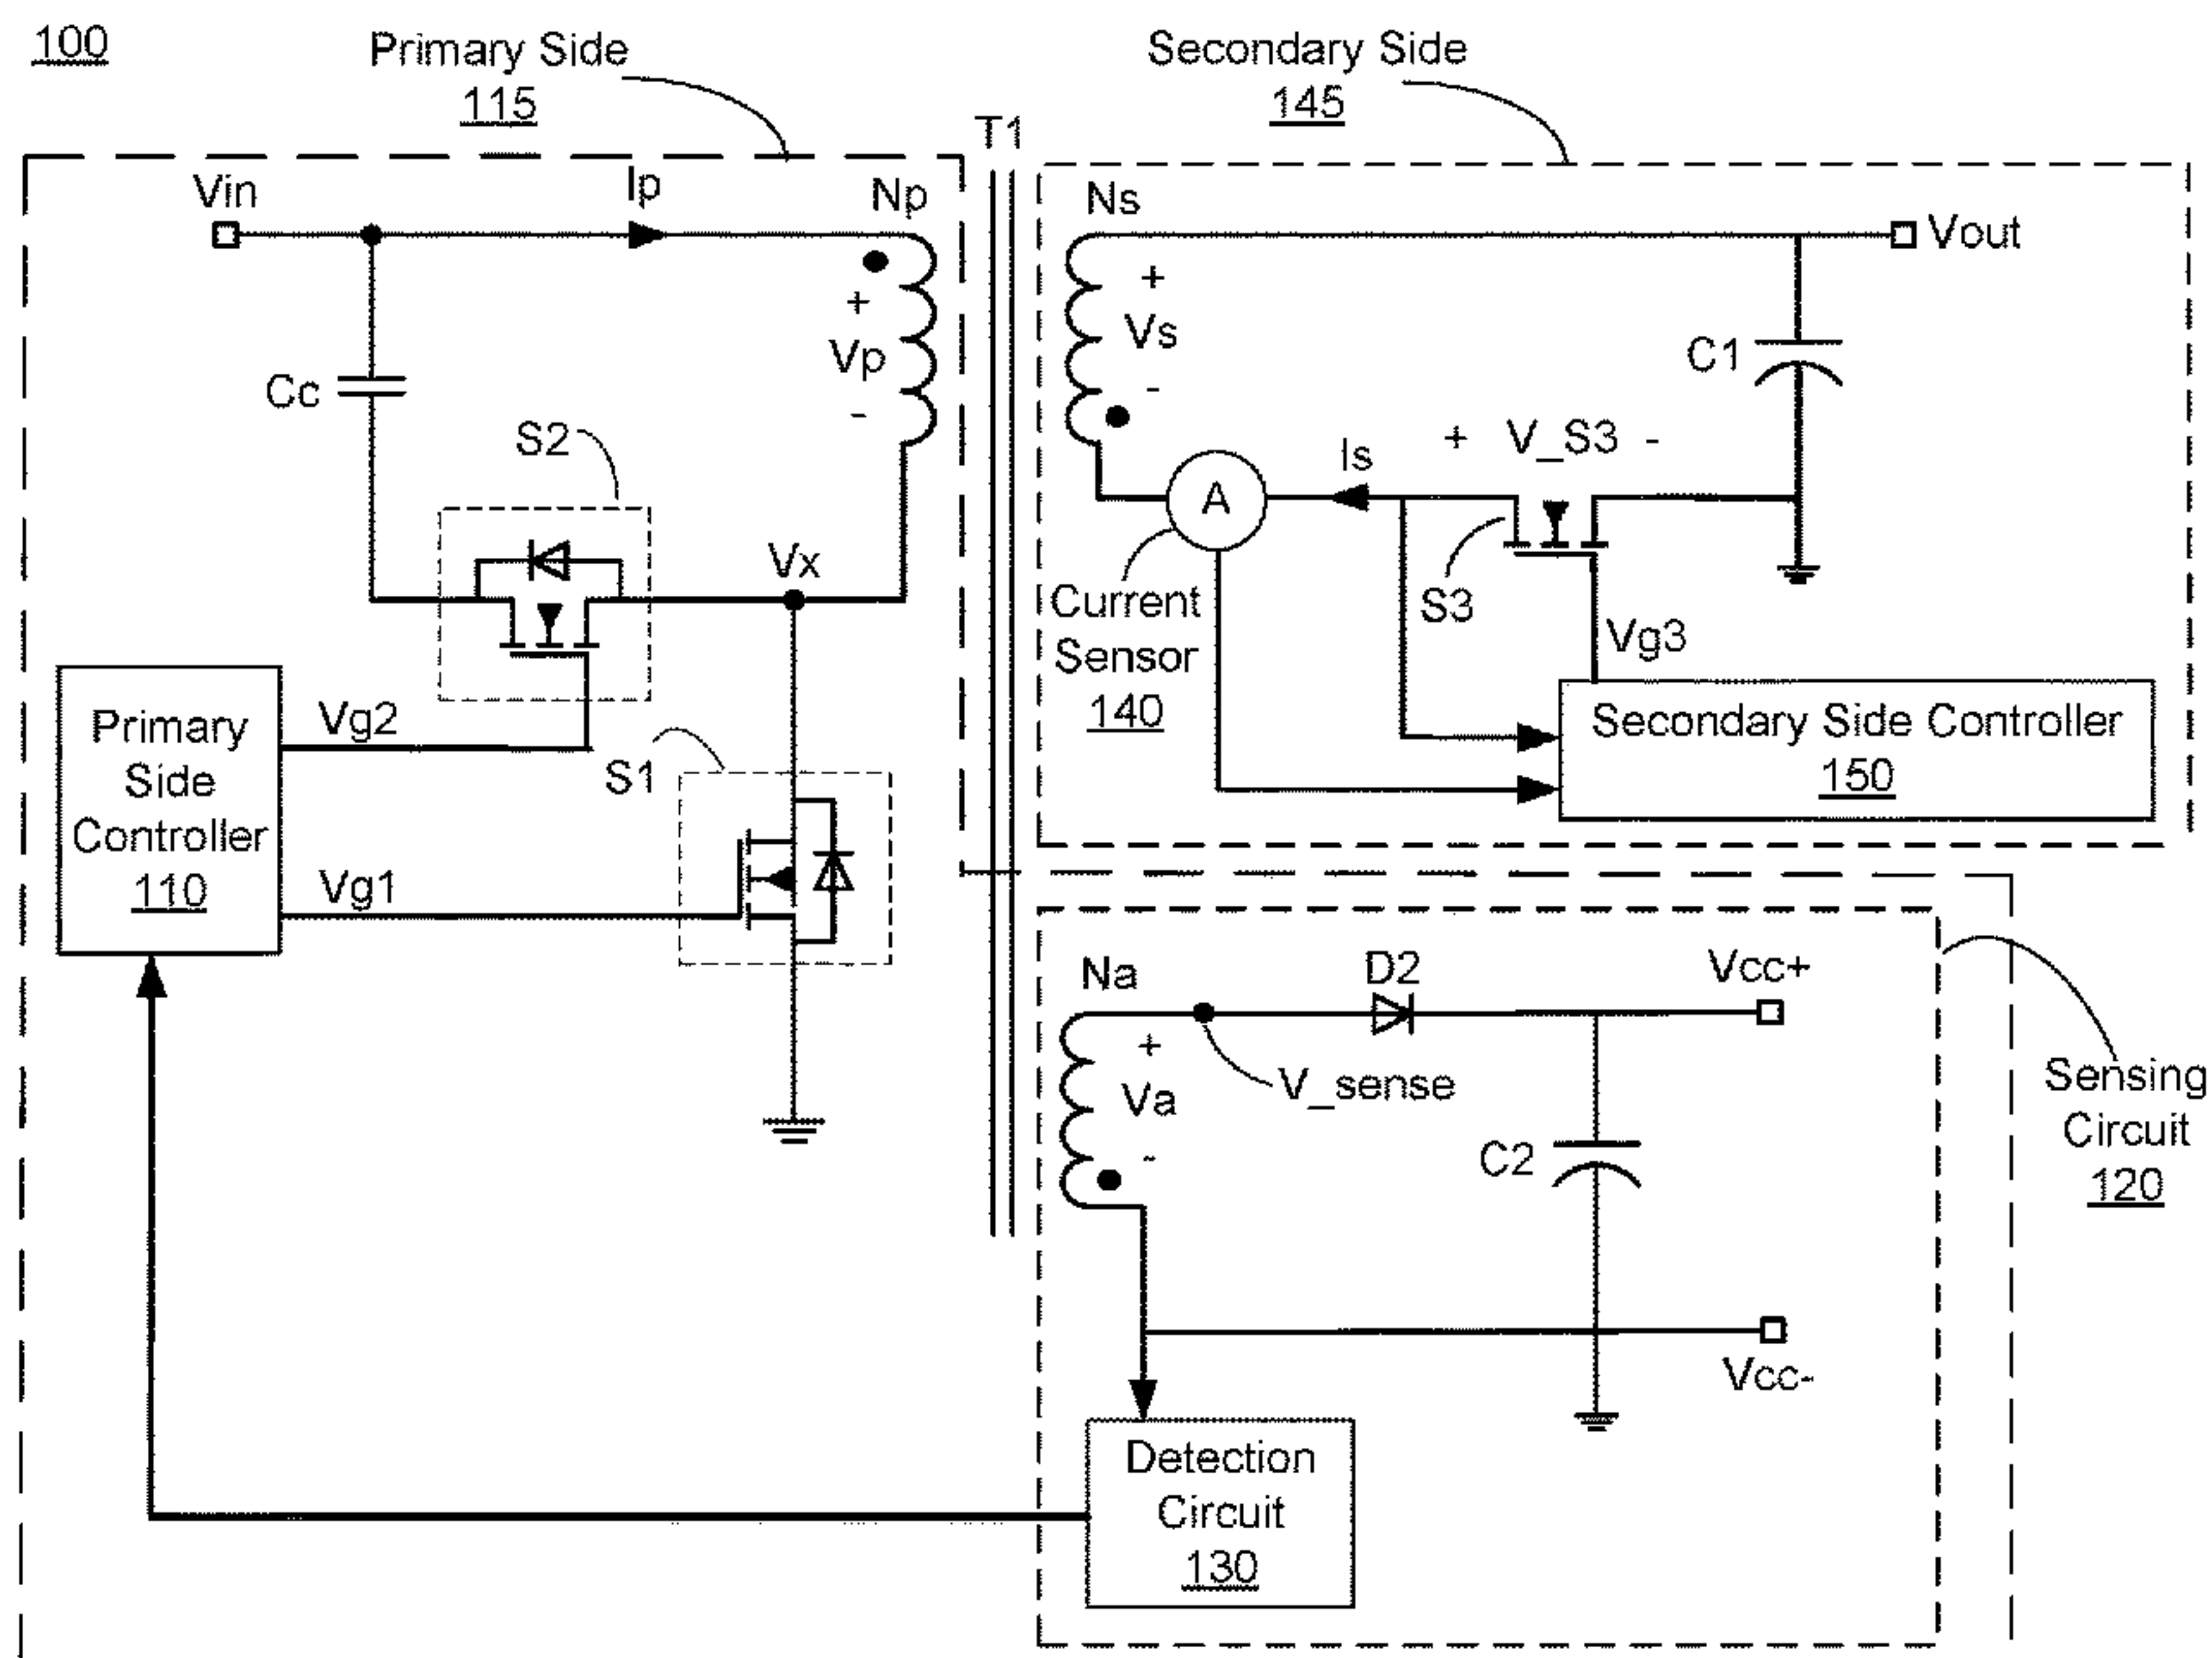 100
Primary Side
115
Secondary Side
145
T1
Vin
Ip
Np
Ns
Vout
+
Vp
-
+
Vs
-
C1
Cc
S2
Is
+ V_S3 -
A
Vx
Current
Sensor
140
S3
Vg3
Primary
Side
Controller
110
Vg2
S1
Secondary Side Controller
150
Vg1
Na
D2
Vcc+
+
Va
-
V_sense
C2
Sensing
Circuit
120
Vcc-
Detection
Circuit
130